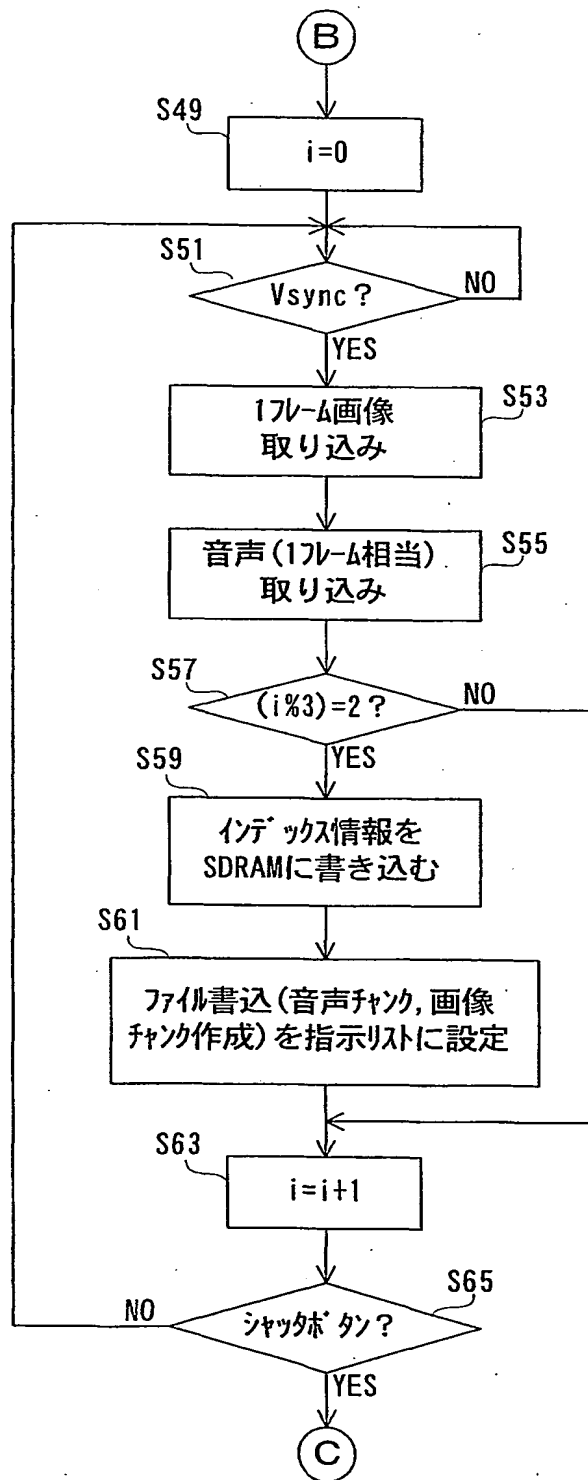 B
S49
i=0
S51
Vsync?
NO
YES
1フレーム画像
取り込み
S53
音声(1フレーム相当)
取り込み
S55
S57
(i%3)=2?
NO
YES
S59
インデックス情報を
SDRAMに書き込む
S61
ファイル書込(音声チャンク,画像
チャンク作成)を指示リストに設定
S63
i=i+1
S65
シャッタボタン?
NO
YES
C